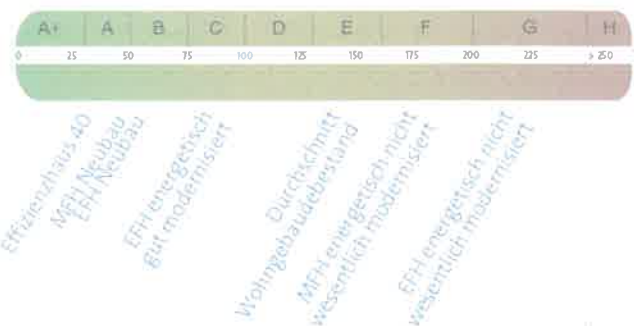 A+ A B C D E F G H
0 25 50 75 100 125 150 175 200 225 > 250
Effizienzhaus 40
MFH Neubau
EFH Neubau
EFH energetisch
gut modernisiert
Durchschnitt
Wohngebäudebestand
MFH energetisch nicht
wesentlich modernisiert
EFH energetisch nicht
wesentlich modernisiert